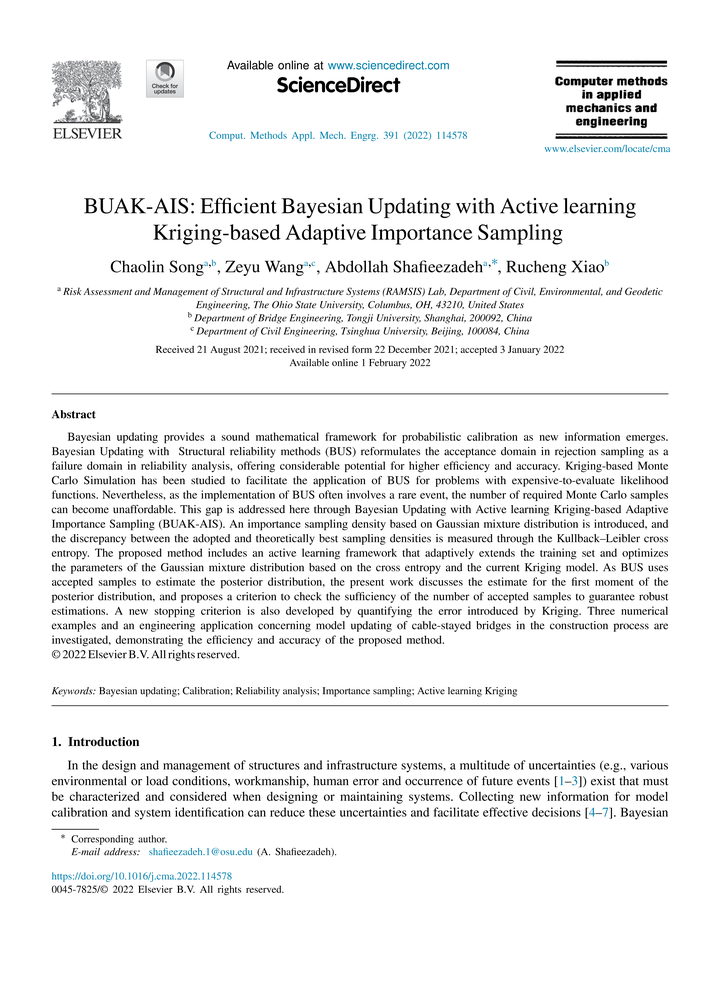 Available online at www.sciencedirect.com
ScienceDirect
Check for
updates
ELSEVIER
Comput. Methods Appl. Mech. Engrg. 391 (2022) 114578
Computer methods
in applied
mechanics and
engineering
www.elsevier.com/locate/cma
BUAK-AIS: Efficient Bayesian Updating with Active learning
Kriging-based Adaptive Importance Sampling
Chaolin Song a,b, Zeyu Wang a,c, Abdollah Shafieezadeh a,*, Rucheng Xiao b
a Risk Assessment and Management of Structural and Infrastructure Systems (RAMSIS) Lab, Department of Civil, Environmental, and Geodetic
Engineering, The Ohio State University, Columbus, OH, 43210, United States
b Department of Bridge Engineering, Tongji University, Shanghai, 200092, China
c Department of Civil Engineering, Tsinghua University, Beijing, 100084, China
Received 21 August 2021; received in revised form 22 December 2021; accepted 3 January 2022
Available online 1 February 2022
Abstract
Bayesian updating provides a sound mathematical framework for probabilistic calibration as new information emerges.
Bayesian Updating with Structural reliability methods (BUS) reformulates the acceptance domain in rejection sampling as a
failure domain in reliability analysis, offering considerable potential for higher efficiency and accuracy. Kriging-based Monte
Carlo Simulation has been studied to facilitate the application of BUS for problems with expensive-to-evaluate likelihood
functions. Nevertheless, as the implementation of BUS often involves a rare event, the number of required Monte Carlo samples
can become unaffordable. This gap is addressed here through Bayesian Updating with Active learning Kriging-based Adaptive
Importance Sampling (BUAK-AIS). An importance sampling density based on Gaussian mixture distribution is introduced, and
the discrepancy between the adopted and theoretically best sampling densities is measured through the Kullback–Leibler cross
entropy. The proposed method includes an active learning framework that adaptively extends the training set and optimizes
the parameters of the Gaussian mixture distribution based on the cross entropy and the current Kriging model. As BUS uses
accepted samples to estimate the posterior distribution, the present work discusses the estimate for the first moment of the
posterior distribution, and proposes a criterion to check the sufficiency of the number of accepted samples to guarantee robust
estimations. A new stopping criterion is also developed by quantifying the error introduced by Kriging. Three numerical
examples and an engineering application concerning model updating of cable-stayed bridges in the construction process are
investigated, demonstrating the efficiency and accuracy of the proposed method.
© 2022 Elsevier B.V. All rights reserved.
Keywords: Bayesian updating; Calibration; Reliability analysis; Importance sampling; Active learning Kriging
1. Introduction
In the design and management of structures and infrastructure systems, a multitude of uncertainties (e.g., various
environmental or load conditions, workmanship, human error and occurrence of future events [1–3]) exist that must
be characterized and considered when designing or maintaining systems. Collecting new information for model
calibration and system identification can reduce these uncertainties and facilitate effective decisions [4–7]. Bayesian
* Corresponding author.
E-mail address: shafieezadeh.1@osu.edu (A. Shafieezadeh).
https://doi.org/10.1016/j.cma.2022.114578
0045-7825/© 2022 Elsevier B.V. All rights reserved.